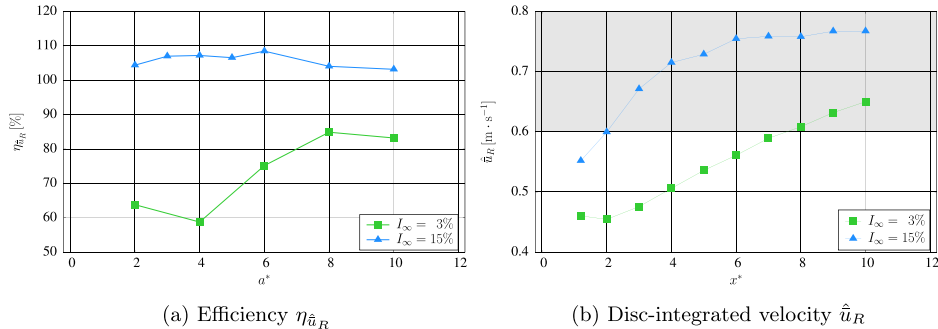 120
110
100
90
80
70
60
50
0
2
4
6
8
10
12
η_{\hat{\bar{u}}_R} [%]
a*
I∞ = 3%
I∞ = 15%
(a) Efficiency η_{\hat{\bar{u}}_R}
0.8
0.7
0.6
0.5
0.4
0
2
4
6
8
10
12
\hat{\bar{u}}_R [m · s⁻¹]
x*
I∞ = 3%
I∞ = 15%
(b) Disc-integrated velocity \hat{\bar{u}}_R